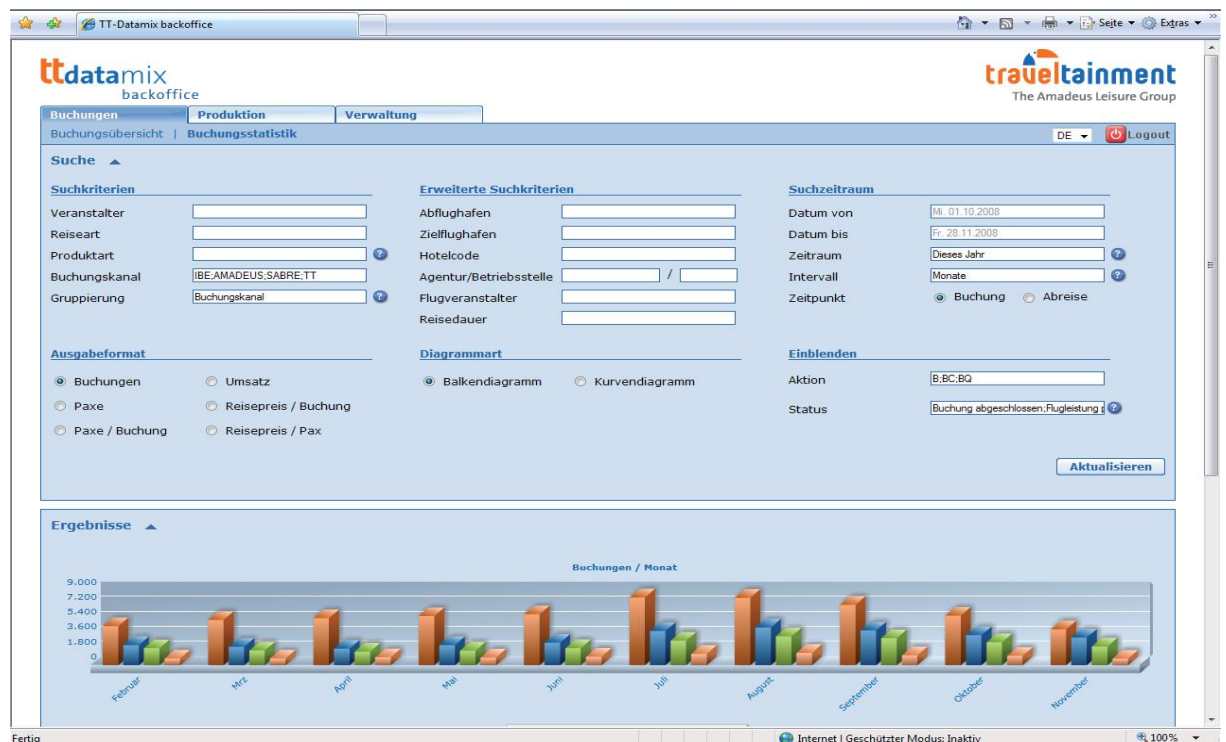 TT-Datamix backoffice
Seite
Extras
ttdatamix
backoffice
traveltainment
The Amadeus Leisure Group
Buchungen Produktion Verwaltung
Buchungsübersicht | Buchungsstatistik
DE
Logout
Suche
Suchkriterien
Veranstalter
Reiseart
Produktart
Buchungskanal IBE;AMADEUS;SABRE;TT
Gruppierung Buchungskanal
Erweiterte Suchkriterien
Abflughafen
Zielflughafen
Hotelcode
Agentur/Betriebsstelle /
Flugveranstalter
Reisedauer
Suchzeitraum
Datum von Mi. 01.10.2008
Datum bis Fr. 28.11.2008
Zeitraum Dieses Jahr
Intervall Monate
Zeitpunkt Buchung Abreise
Ausgabeformat
Buchungen Umsatz
Paxe Reisepreis / Buchung
Paxe / Buchung Reisepreis / Pax
Diagrammart
Balkendiagramm Kurvendiagramm
Einblenden
Aktion B;BC;BQ
Status Buchung abgeschlossen;Flugleistung
Aktualisieren
Ergebnisse
Buchungen / Monat
9.000
7.200
5.400
3.600
1.800
0
Februar Mrz April Mai Juni Juli August September Oktober November
Fertig
Internet | Geschützter Modus: Inaktiv
100%